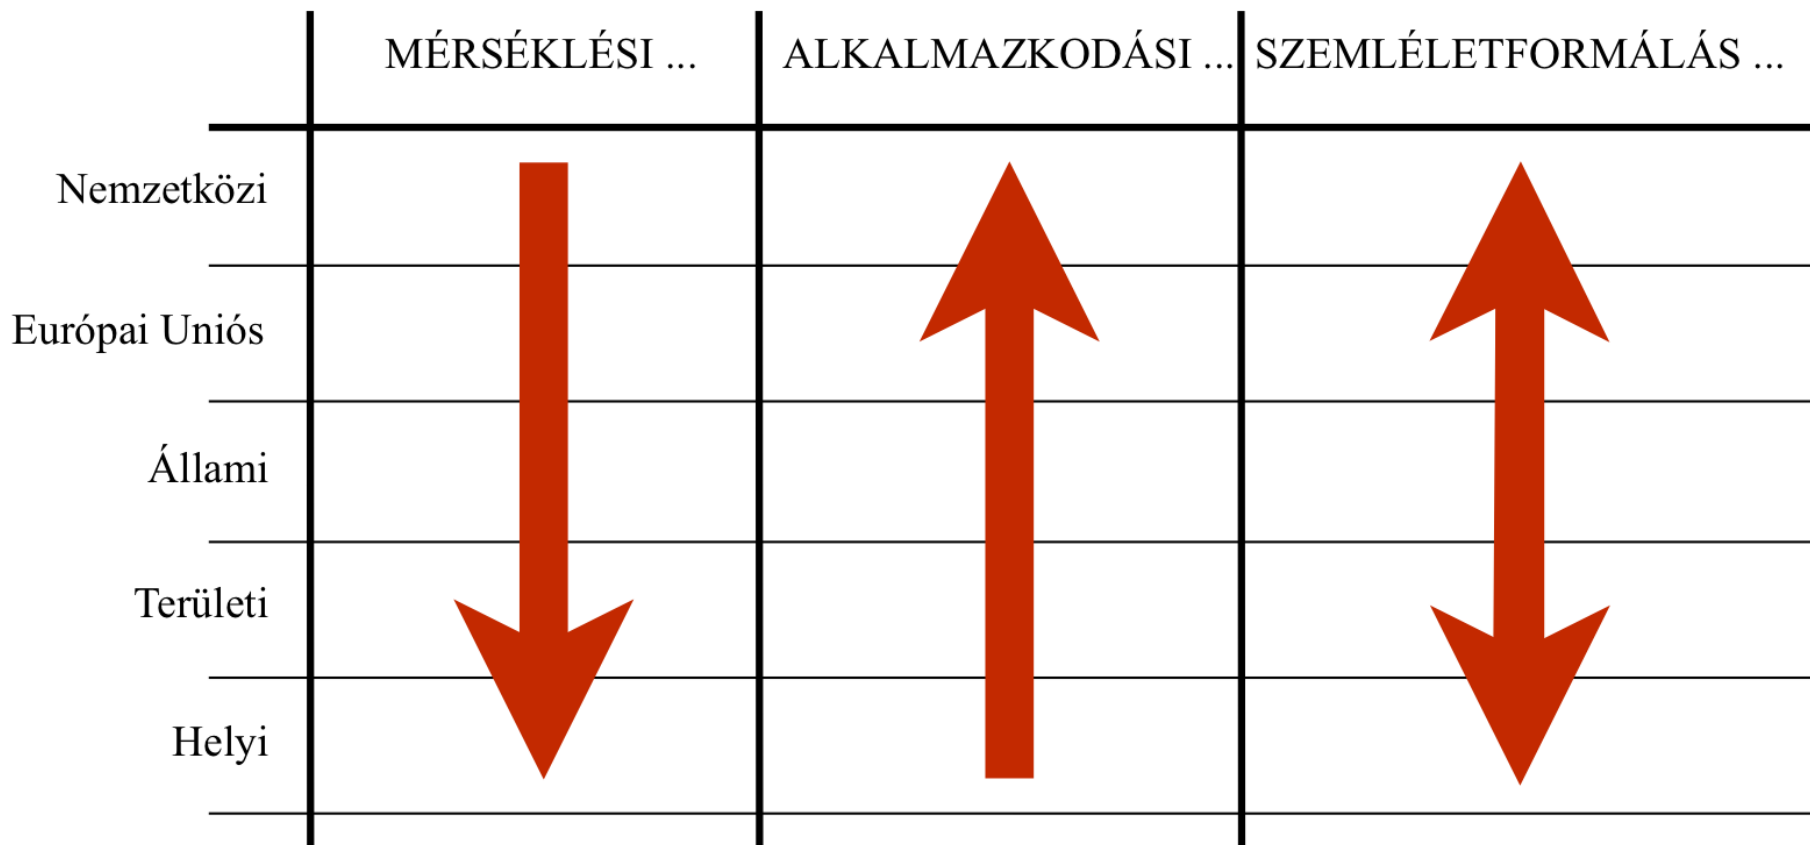 MÉRSÉKLÉSI ... ALKALMAZKODÁSI ... SZEMLÉLETFORMÁLÁS ...
Nemzetközi
Európai Uniós
Állami
Területi
Helyi